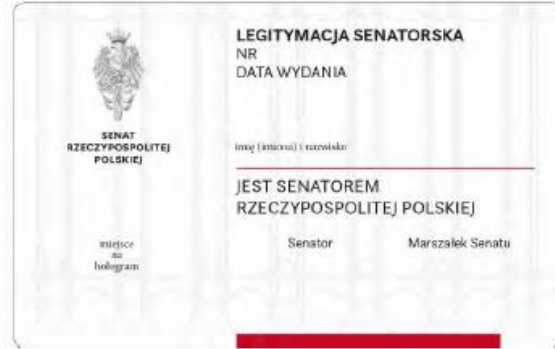 SENAT
RZECZYPOSPOLITEJ
POLSKIEJ
miejsce
na
hologram
LEGITYMACJA SENATORSKA
NR
DATA WYDANIA
imię (imiona) i nazwisko
JEST SENATOREM
RZECZYPOSPOLITEJ POLSKIEJ
Senator Marszałek Senatu